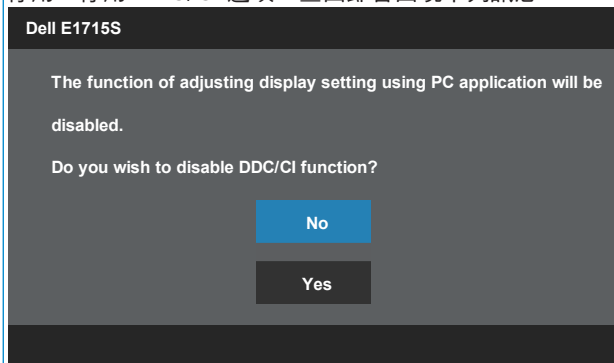 Dell E1715S
The function of adjusting display setting using PC application will be
disabled.
Do you wish to disable DDC/CI function?
No
Yes